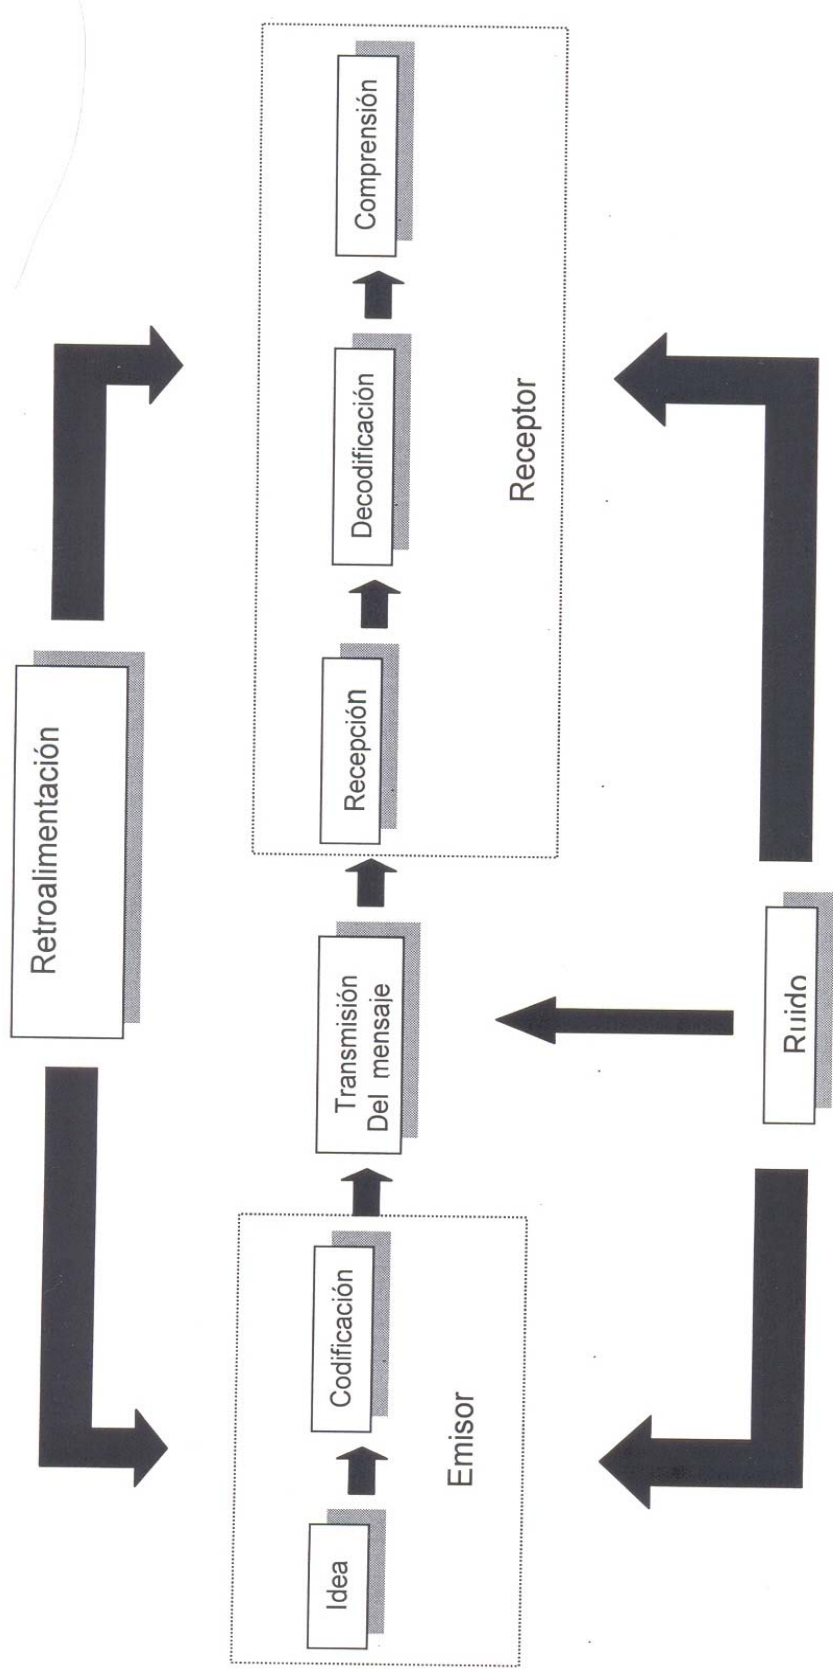 Retroalimentación
Idea
Codificación
Transmisión
Del mensaje
Recepción
Decodificación
Comprensión
Emisor
Receptor
Ruido